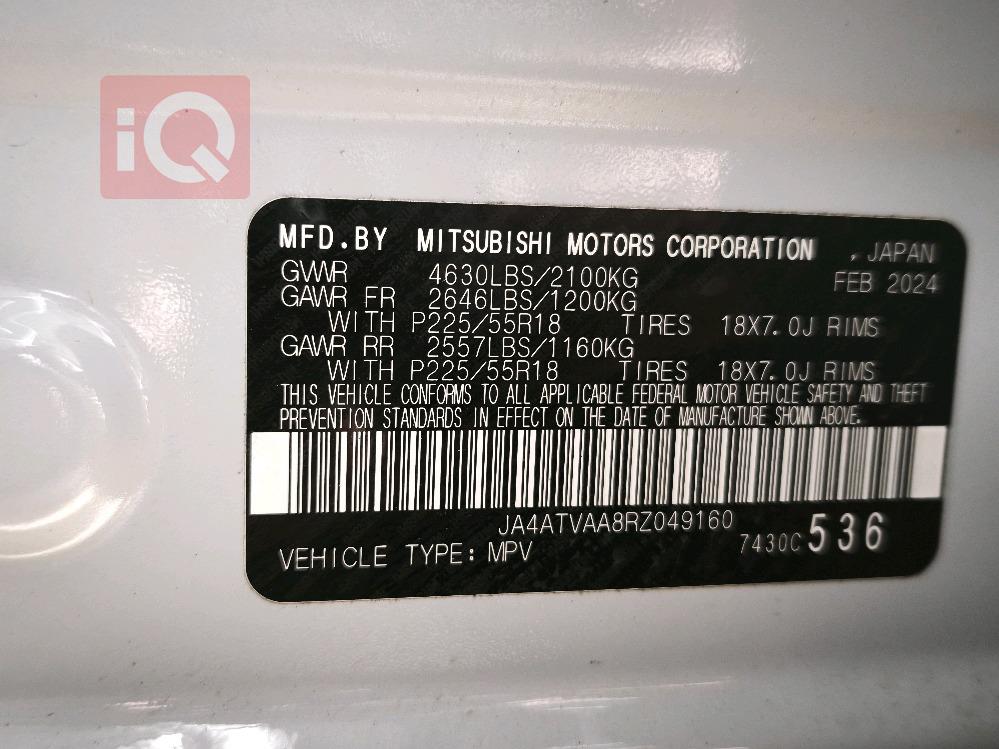 iQ
MFD.BY MITSUBISHI MOTORS CORPORATION , JAPAN
GVWR 4630LBS/2100KG FEB 2024
GAWR FR 2646LBS/1200KG
WITH P225/55R18 TIRES 18X7.0J RIMS
GAWR RR 2557LBS/1160KG
WITH P225/55R18 TIRES 18X7.0J RIMS
THIS VEHICLE CONFORMS TO ALL APPLICABLE FEDERAL MOTOR VEHICLE SAFETY AND THEFT
PREVENTION STANDARDS IN EFFECT ON THE DATE OF MANUFACTURE SHOWN ABOVE.
JA4ATVAA8RZ049160
VEHICLE TYPE: MPV 7430C 536